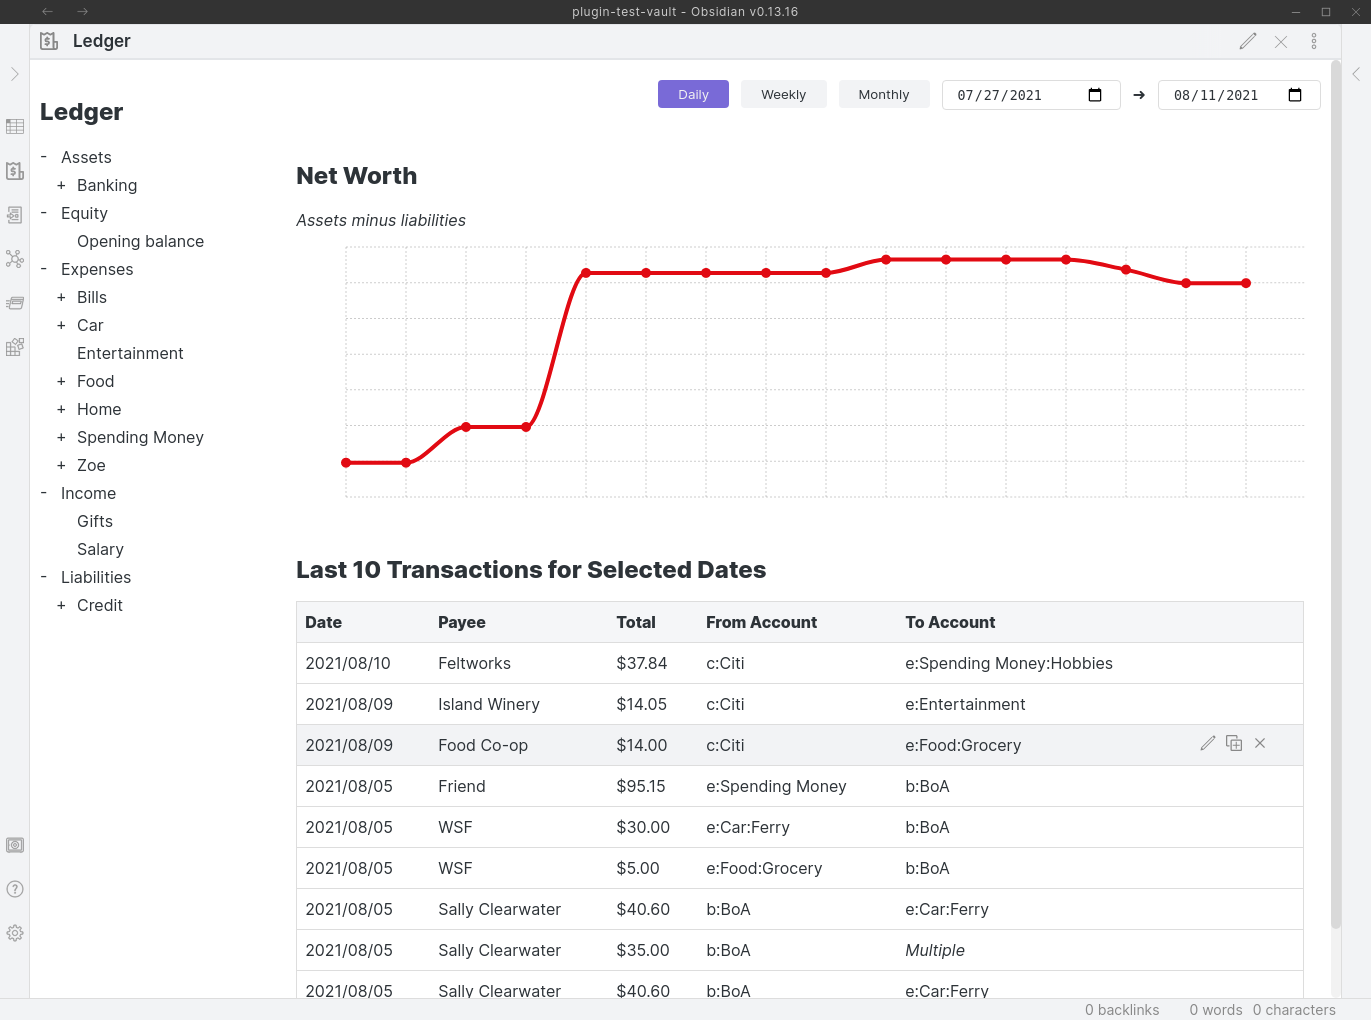 plugin-test-vault - Obsidian v0.13.16
Ledger
Daily Weekly Monthly 07/27/2021 → 08/11/2021
Ledger
- Assets
+ Banking
- Equity
Opening balance
- Expenses
+ Bills
+ Car
Entertainment
+ Food
+ Home
+ Spending Money
+ Zoe
- Income
Gifts
Salary
- Liabilities
+ Credit
Net Worth
Assets minus liabilities
Last 10 Transactions for Selected Dates
Date Payee Total From Account To Account
2021/08/10 Feltworks $37.84 c:Citi e:Spending Money:Hobbies
2021/08/09 Island Winery $14.05 c:Citi e:Entertainment
2021/08/09 Food Co-op $14.00 c:Citi e:Food:Grocery
2021/08/05 Friend $95.15 e:Spending Money b:BoA
2021/08/05 WSF $30.00 e:Car:Ferry b:BoA
2021/08/05 WSF $5.00 e:Food:Grocery b:BoA
2021/08/05 Sally Clearwater $40.60 b:BoA e:Car:Ferry
2021/08/05 Sally Clearwater $35.00 b:BoA Multiple
2021/08/05 Sally Clearwater $40.60 b:BoA e:Car:Ferry
0 backlinks 0 words 0 characters